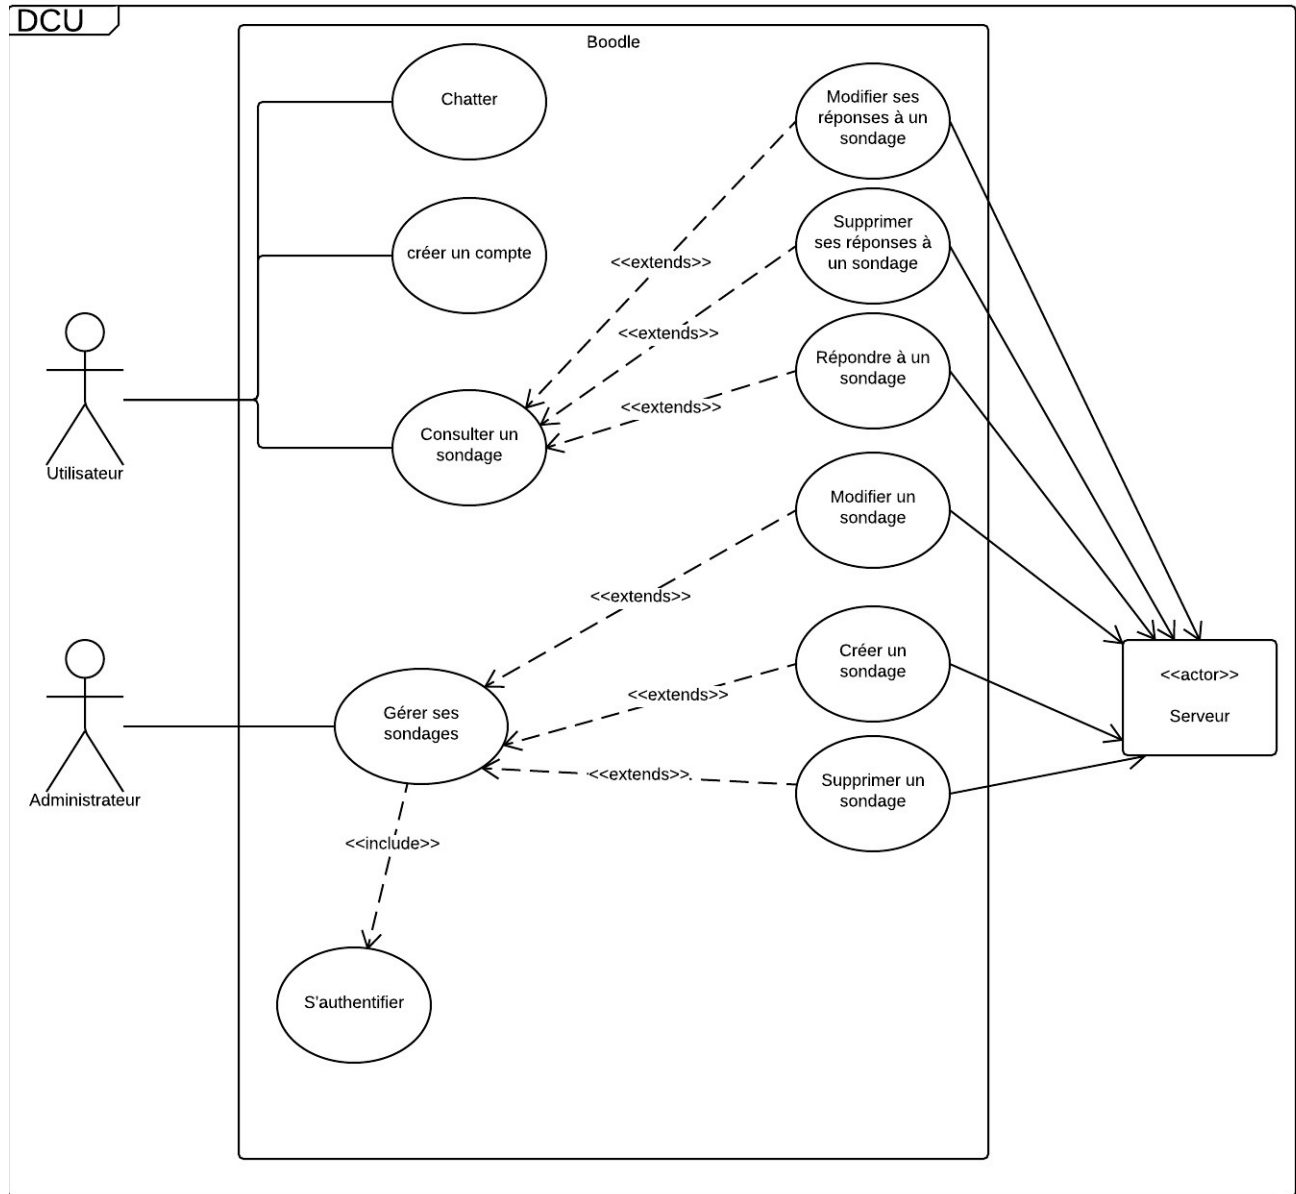 DCU
Boodle
Chatter
créer un compte
Consulter un
sondage
Utilisateur
Modifier ses
réponses à un
sondage
Supprimer
ses réponses à
un sondage
Répondre à un
sondage
<<extends>>
<<extends>>
<<extends>>
Modifier un
sondage
Créer un
sondage
Supprimer un
sondage
<<extends>>
<<extends>>
<<extends>>
Gérer ses
sondages
Administrateur
<<include>>
S'authentifier
<<actor>>
Serveur